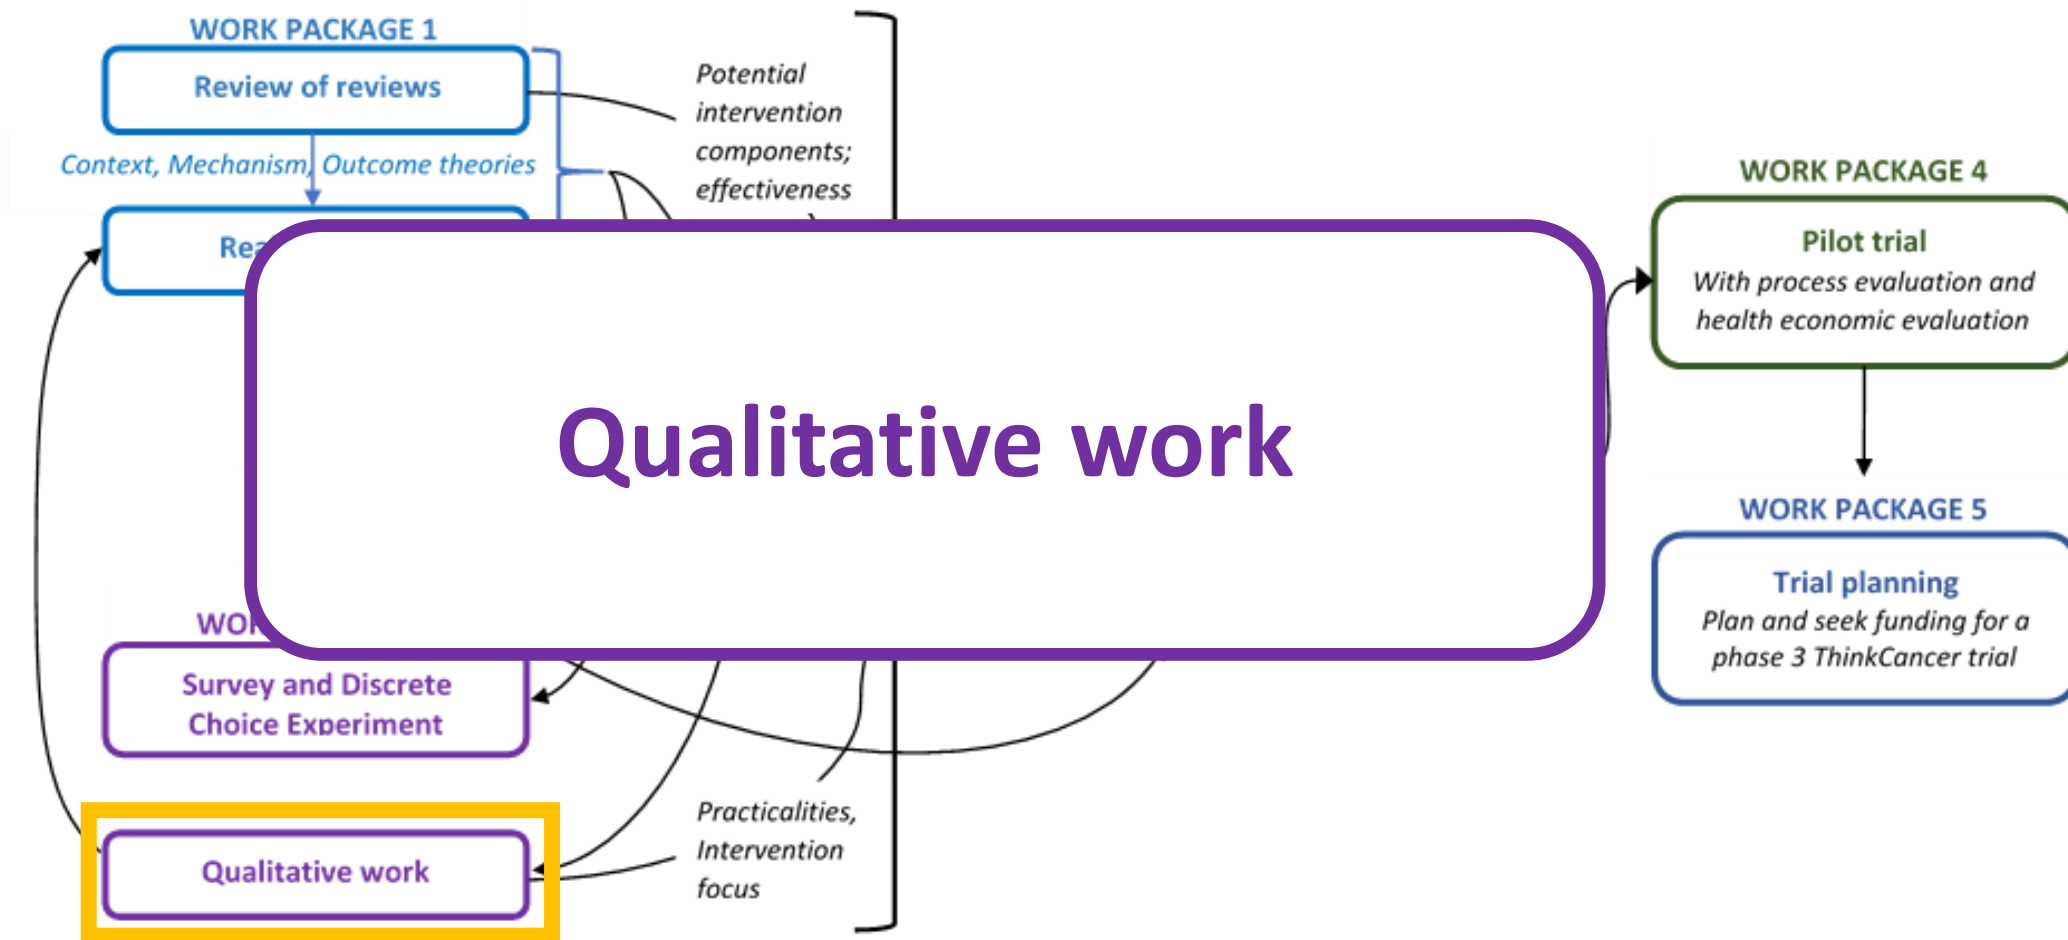 WORK PACKAGE 1
Review of reviews
Context, Mechanism, Outcome theories
Potential
intervention
components;
effectiveness
Qualitative work
Survey and Discrete
Choice Experiment
Qualitative work
Practicalities,
Intervention
focus
WORK PACKAGE 4
Pilot trial
With process evaluation and
health economic evaluation
WORK PACKAGE 5
Trial planning
Plan and seek funding for a
phase 3 ThinkCancer trial